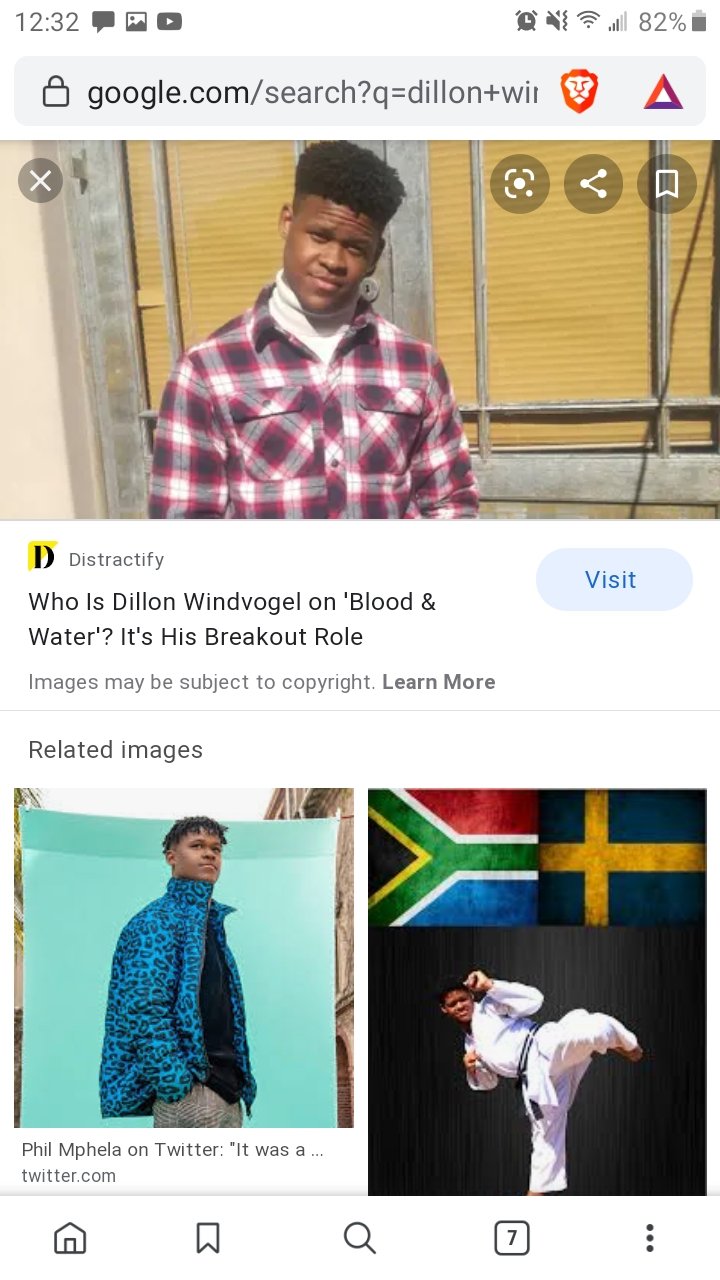 12:32
82%
google.com/search?q=dillon+wir
D Distractify
Visit
Who Is Dillon Windvogel on 'Blood &
Water'? It's His Breakout Role
Images may be subject to copyright. Learn More
Related images
Phil Mphela on Twitter: "It was a ...
twitter.com
7